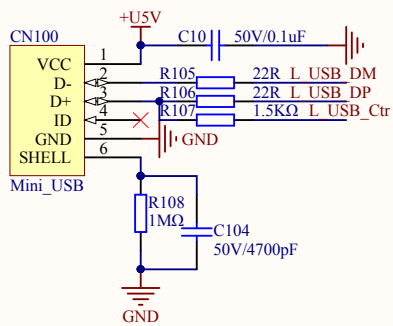 +U5V
CN100
C10 50V/0.1uF
VCC 1
D- 2 R105 22R L_USB_DM
D+ 3 R106 22R L_USB_DP
ID 4 R107 1.5KΩ L_USB_Ctr
GND 5 GND
SHELL 6
Mini_USB
R108
1MΩ
C104
50V/4700pF
GND